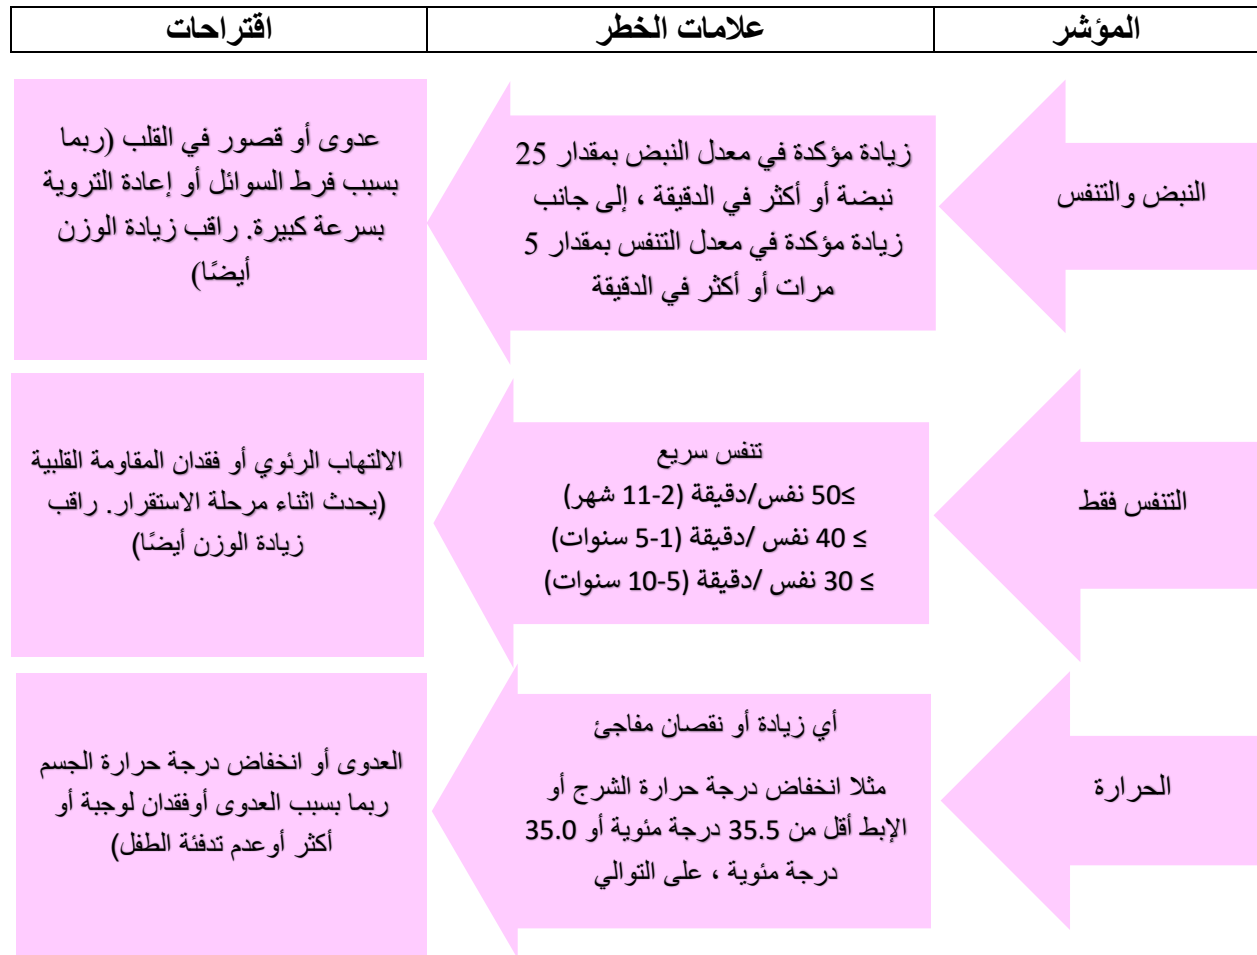 المؤشر
علامات الخطر
اقتراحات
النبض والتنفس
زيادة مؤكدة في معدل النبض بمقدار 25
نبضة أو أكثر في الدقيقة ، إلى جانب
زيادة مؤكدة في معدل التنفس بمقدار 5
مرات أو أكثر في الدقيقة
عدوى أو قصور في القلب (ربما
بسبب فرط السوائل أو إعادة التروية
بسرعة كبيرة. راقب زيادة الوزن
أيضًا)
التنفس فقط
تنفس سريع
≥50 نفس/دقيقة (2-11 شهر)
≥ 40 نفس /دقيقة (1-5 سنوات)
≥ 30 نفس /دقيقة (5-10 سنوات)
الالتهاب الرئوي أو فقدان المقاومة القلبية
(يحدث اثناء مرحلة الاستقرار. راقب
زيادة الوزن أيضًا)
الحرارة
أي زيادة أو نقصان مفاجئ
مثلا انخفاض درجة حرارة الشرج أو
الإبط أقل من 35.5 درجة مئوية أو 35.0
درجة مئوية ، على التوالي
العدوى أو انخفاض درجة حرارة الجسم
ربما بسبب العدوى أوفقدان لوجبة أو
أكثر أوعدم تدفئة الطفل)